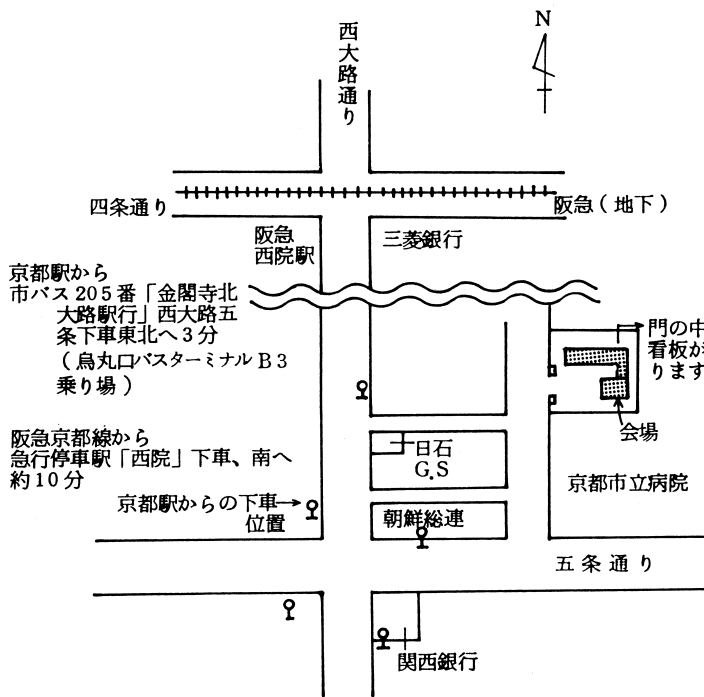 N
西大路通り
四条通り
阪急(地下)
阪急
西院駅
三菱銀行
京都駅から
市バス205番「金閣寺北
大路駅行」西大路五
条下車東北へ3分
(烏丸口バスターミナルB3
乗り場)
門の中
看板が
ります
会場
阪急京都線から
急行停車駅「西院」下車、南へ
約10分
日石
G.S
京都市立病院
京都駅からの下車→
位置
朝鮮総連
五条通り
関西銀行